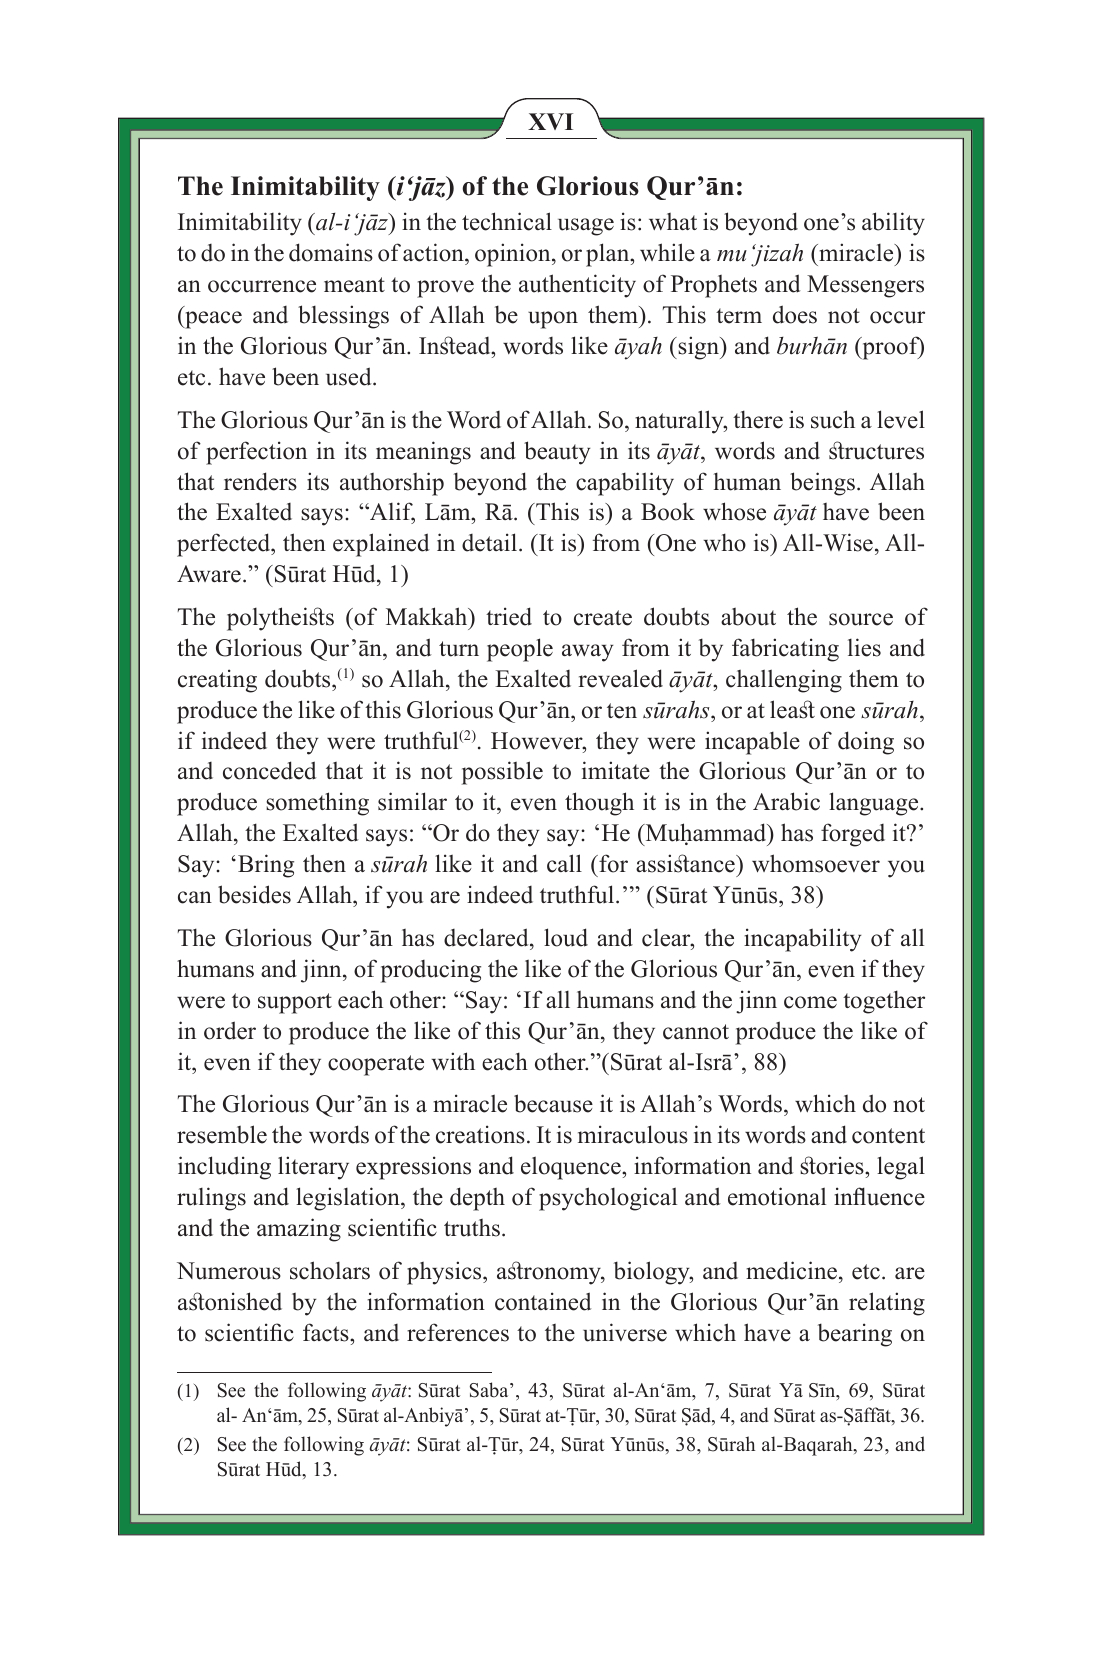 XVI
The Inimitability (i‘jāz) of the Glorious Qur’ān:
Inimitability (al-i‘jāz) in the technical usage is: what is beyond one’s ability
to do in the domains of action, opinion, or plan, while a mu‘jizah (miracle) is
an occurrence meant to prove the authenticity of Prophets and Messengers
(peace and blessings of Allah be upon them). This term does not occur
in the Glorious Qur’ān. Instead, words like āyah (sign) and burhān (proof)
etc. have been used.
The Glorious Qur’ān is the Word of Allah. So, naturally, there is such a level
of perfection in its meanings and beauty in its āyāt, words and structures
that renders its authorship beyond the capability of human beings. Allah
the Exalted says: “Alif, Lām, Rā. (This is) a Book whose āyāt have been
perfected, then explained in detail. (It is) from (One who is) All-Wise, All-
Aware.” (Sūrat Hūd, 1)
The polytheists (of Makkah) tried to create doubts about the source of
the Glorious Qur’ān, and turn people away from it by fabricating lies and
creating doubts,(1) so Allah, the Exalted revealed āyāt, challenging them to
produce the like of this Glorious Qur’ān, or ten sūrahs, or at least one sūrah,
if indeed they were truthful(2). However, they were incapable of doing so
and conceded that it is not possible to imitate the Glorious Qur’ān or to
produce something similar to it, even though it is in the Arabic language.
Allah, the Exalted says: “Or do they say: ‘He (Muḥammad) has forged it?’
Say: ‘Bring then a sūrah like it and call (for assistance) whomsoever you
can besides Allah, if you are indeed truthful.’” (Sūrat Yūnūs, 38)
The Glorious Qur’ān has declared, loud and clear, the incapability of all
humans and jinn, of producing the like of the Glorious Qur’ān, even if they
were to support each other: “Say: ‘If all humans and the jinn come together
in order to produce the like of this Qur’ān, they cannot produce the like of
it, even if they cooperate with each other.”(Sūrat al-Isrā’, 88)
The Glorious Qur’ān is a miracle because it is Allah’s Words, which do not
resemble the words of the creations. It is miraculous in its words and content
including literary expressions and eloquence, information and stories, legal
rulings and legislation, the depth of psychological and emotional influence
and the amazing scientific truths.
Numerous scholars of physics, astronomy, biology, and medicine, etc. are
astonished by the information contained in the Glorious Qur’ān relating
to scientific facts, and references to the universe which have a bearing on
(1) See the following āyāt: Sūrat Saba’, 43, Sūrat al-An‘ām, 7, Sūrat Yā Sīn, 69, Sūrat
al- An‘ām, 25, Sūrat al-Anbiyā’, 5, Sūrat at-Ṭūr, 30, Sūrat Ṣād, 4, and Sūrat as-Ṣāffāt, 36.
(2) See the following āyāt: Sūrat al-Ṭūr, 24, Sūrat Yūnūs, 38, Sūrah al-Baqarah, 23, and
Sūrat Hūd, 13.